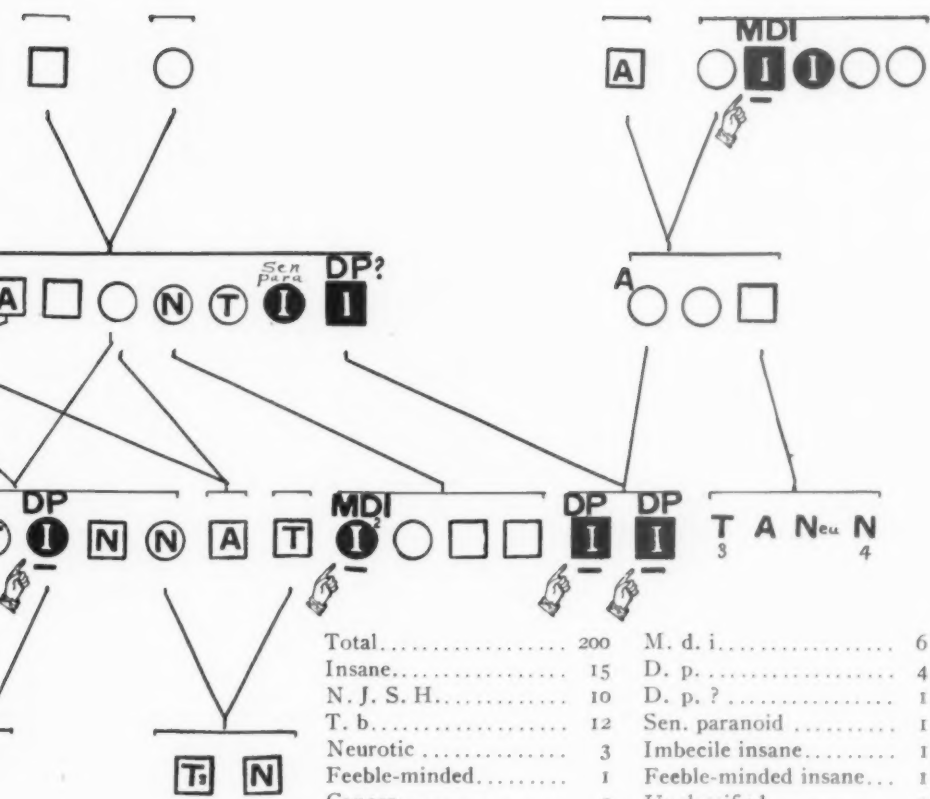 MDI
A I I
Sen DP?
para
A N T I I A
DP MDI DP DP
I N N A T I 2 I I T A Neu N
3 4
Total.................. 200 M. d. i................. 6
Insane.................. 15 D. p. ................. 4
N. J. S. H............... 10 D. p. ? ................ 1
T. b.................... 12 Sen. paranoid .......... 1
Neurotic ............... 3 Imbecile insane......... 1
Feeble-minded.......... 1 Feeble-minded insane... 1
T N